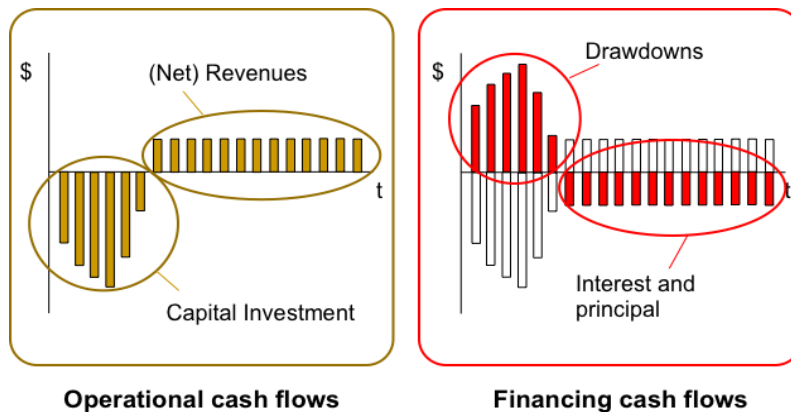 $
(Net) Revenues
t
Capital Investment
Operational cash flows
$
Drawdowns
t
Interest and
principal
Financing cash flows